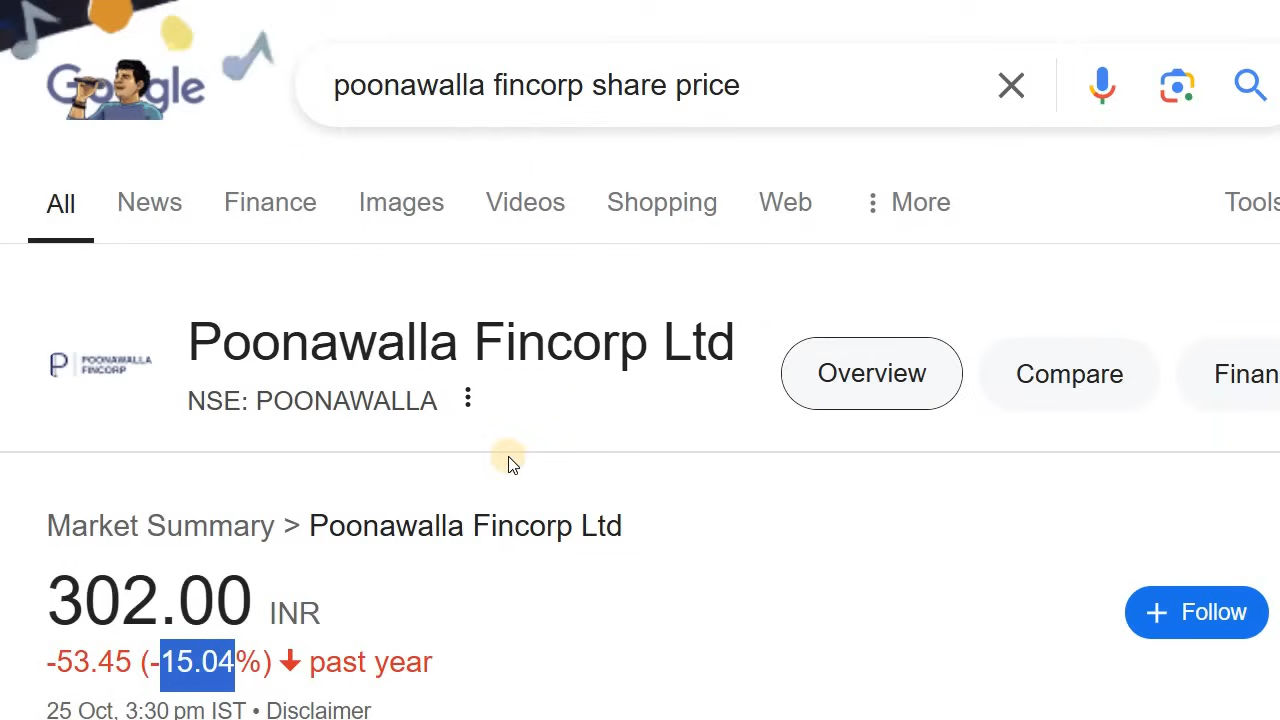 Google
poonawalla fincorp share price
All News Finance Images Videos Shopping Web More Tools
Poonawalla Fincorp Ltd
POONAWALLA
FINCORP
NSE: POONAWALLA
Overview Compare Finan
Market Summary > Poonawalla Fincorp Ltd
302.00 INR
+ Follow
-53.45 (-15.04%) past year
25 Oct, 3:30 pm IST • Disclaimer